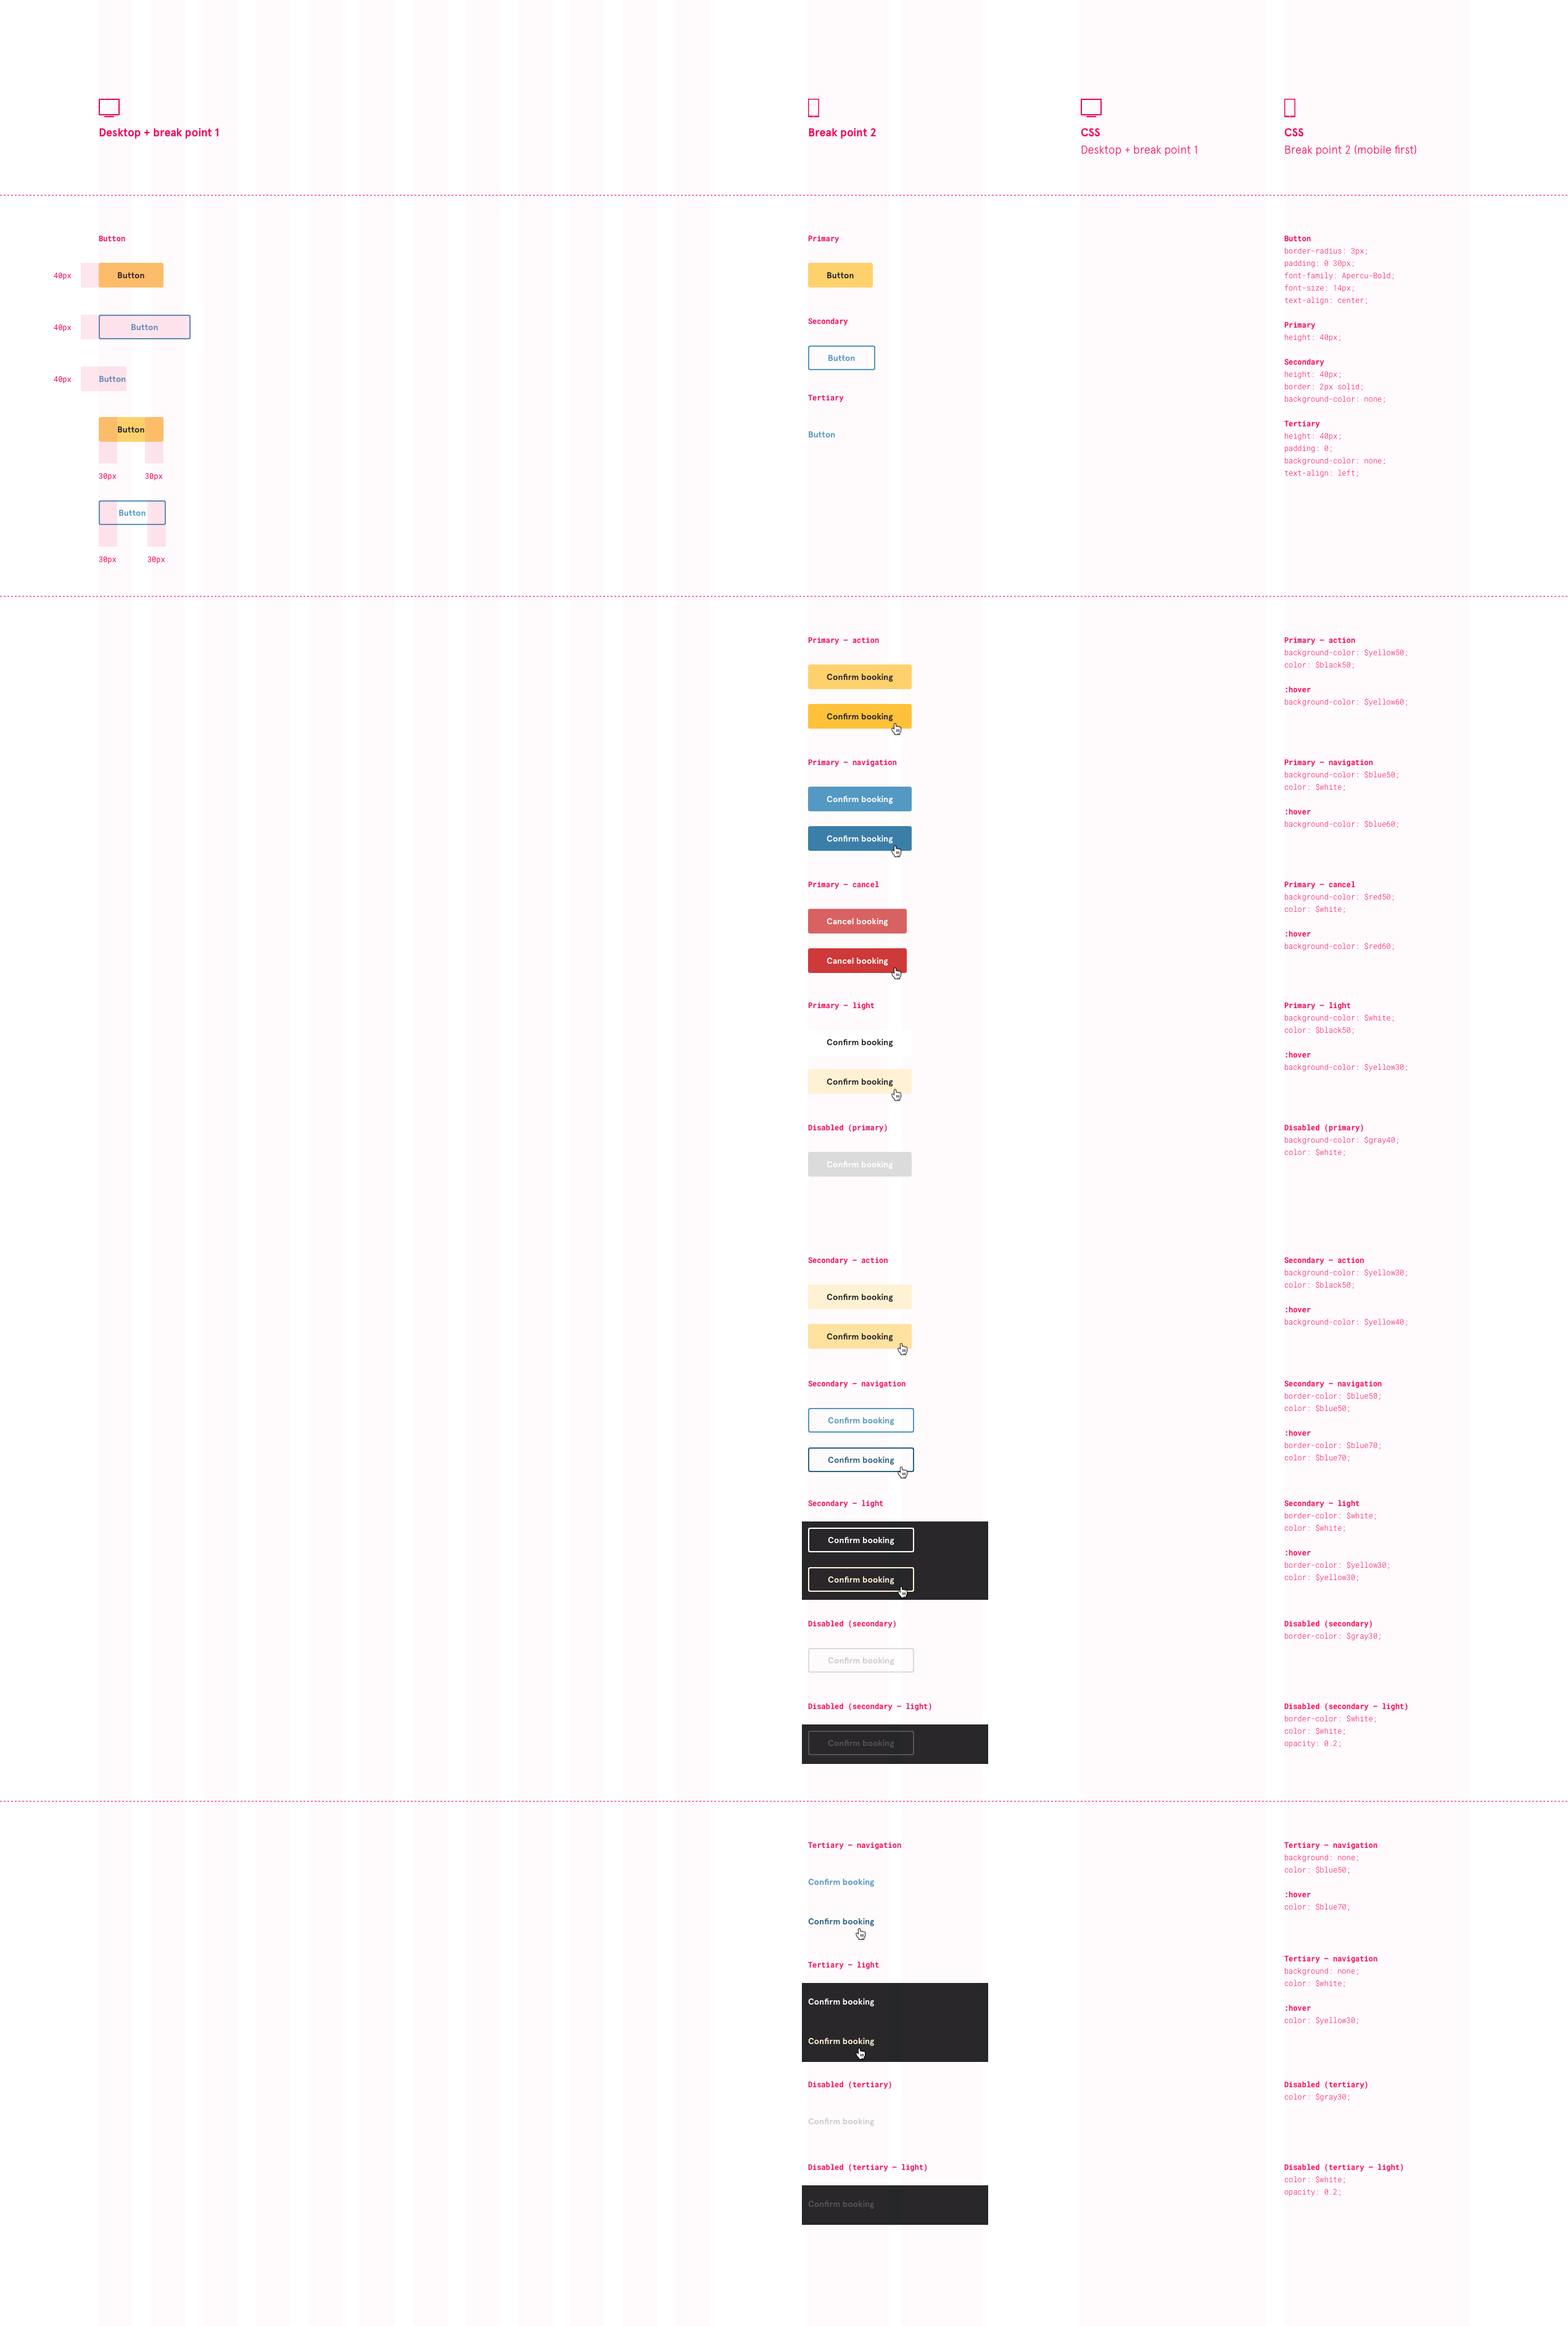 Desktop + break point 1
Break point 2
CSS
Desktop + break point 1
CSS
Break point 2 (mobile first)
Button
40px
Button
40px
Button
40px
Button
Button
30px
30px
Button
30px
30px
Primary
Button
Secondary
Button
Tertiary
Button
Button
border-radius: 3px;
padding: 0 30px;
font-family: Apercu-Bold;
font-size: 14px;
text-align: center;
Primary
height: 40px;
Secondary
height: 40px;
border: 2px solid;
background-color: none;
Tertiary
height: 40px;
padding: 0;
background-color: none;
text-align: left;
Primary – action
Confirm booking
Confirm booking
Primary – action
background-color: $yellow50;
color: $black50;
:hover
background-color: $yellow60;
Primary – navigation
Confirm booking
Confirm booking
Primary – navigation
background-color: $blue50;
color: $white;
:hover
background-color: $blue60;
Primary – cancel
Cancel booking
Cancel booking
Primary – cancel
background-color: $red50;
color: $white;
:hover
background-color: $red60;
Primary – light
Confirm booking
Confirm booking
Primary – light
background-color: $white;
color: $black50;
:hover
background-color: $yellow30;
Disabled (primary)
Confirm booking
Disabled (primary)
background-color: $gray40;
color: $white;
Secondary – action
Confirm booking
Confirm booking
Secondary – action
background-color: $yellow30;
color: $black50;
:hover
background-color: $yellow40;
Secondary – navigation
Confirm booking
Confirm booking
Secondary – navigation
border-color: $blue50;
color: $blue50;
:hover
border-color: $blue70;
color: $blue70;
Secondary – light
Confirm booking
Confirm booking
Secondary – light
border-color: $white;
color: $white;
:hover
border-color: $yellow30;
color: $yellow30;
Disabled (secondary)
Confirm booking
Disabled (secondary)
border-color: $gray30;
Disabled (secondary – light)
Confirm booking
Disabled (secondary – light)
border-color: $white;
color: $white;
opacity: 0.2;
Tertiary – navigation
Confirm booking
Confirm booking
Tertiary – navigation
background: none;
color: $blue50;
:hover
color: $blue70;
Tertiary – light
Confirm booking
Confirm booking
Tertiary – navigation
background: none;
color: $white;
:hover
color: $yellow30;
Disabled (tertiary)
Confirm booking
Disabled (tertiary)
color: $gray30;
Disabled (tertiary – light)
Confirm booking
Disabled (tertiary – light)
color: $white;
opacity: 0.2;